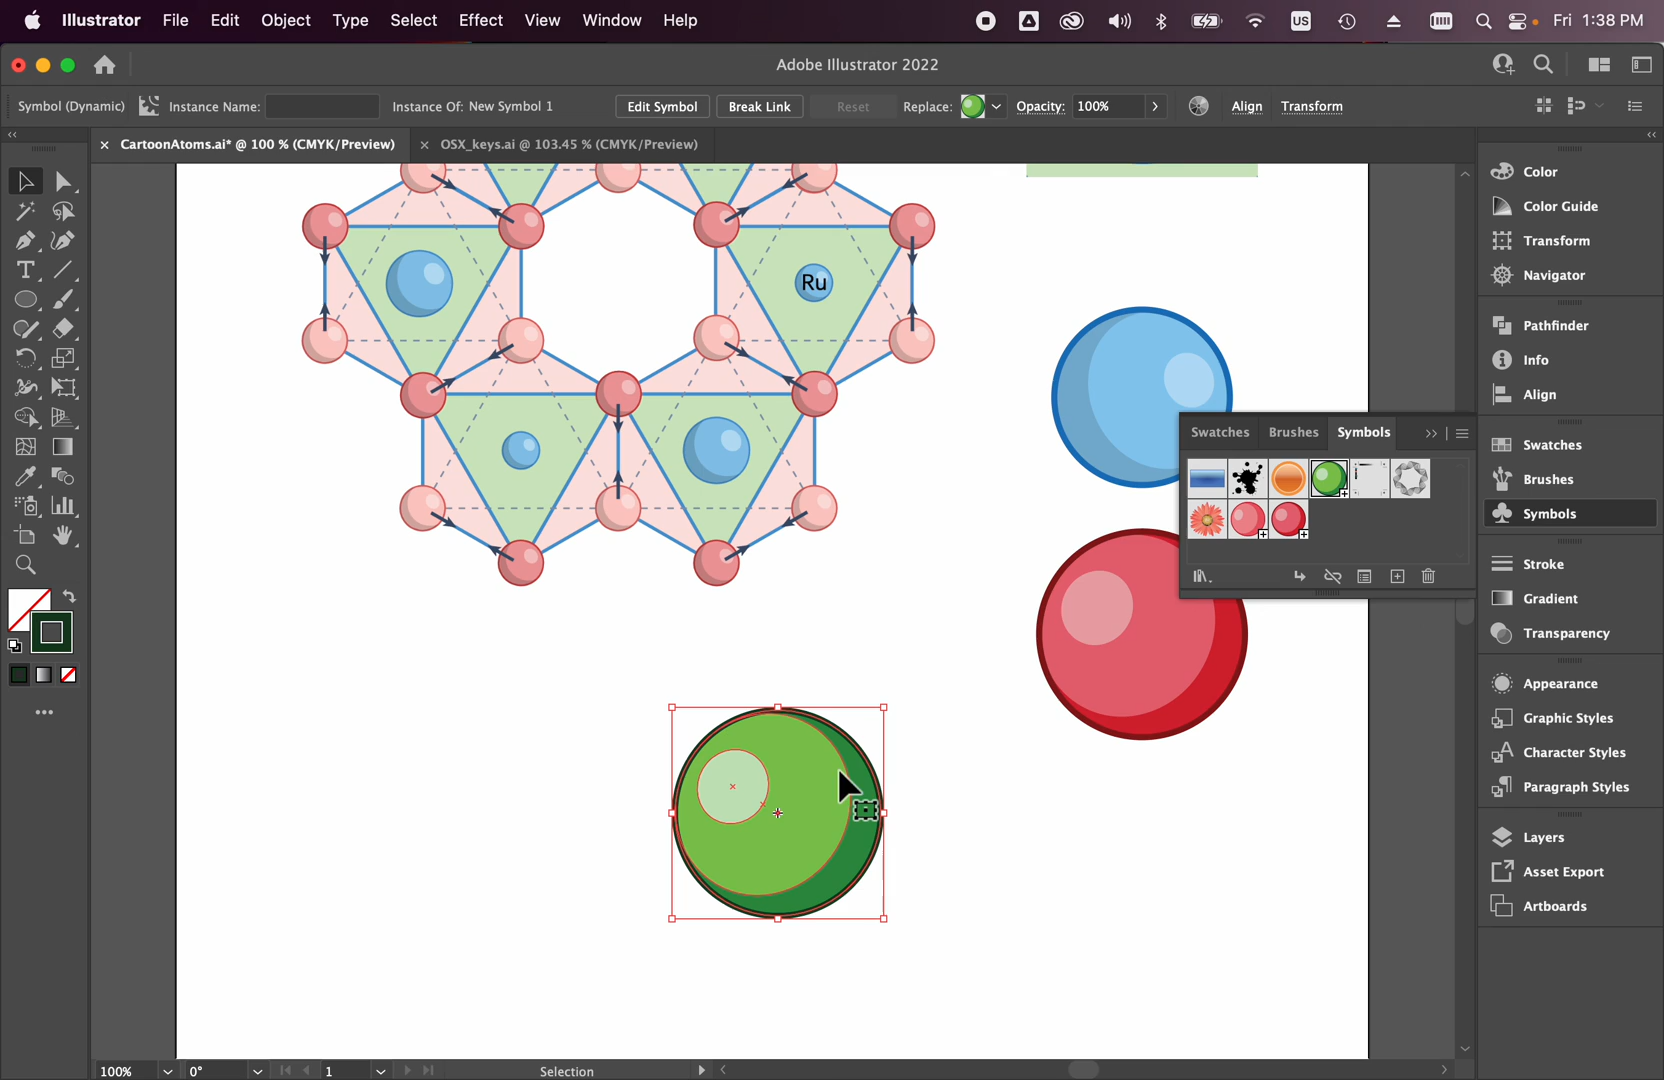 Illustrator File Edit Object Type Select Effect View Window Help US Fri 1:38 PM
Adobe Illustrator 2022
Symbol (Dynamic) Instance Name: Instance Of: New Symbol 1 Edit Symbol Break Link Reset Replace: Opacity: 100% Align Transform
CartoonAtoms.ai* @ 100 % (CMYK/Preview) OSX_keys.ai @ 103.45 % (CMYK/Preview)
Color
Color Guide
Transform
Navigator
Ru
Pathfinder
Info
Align
Swatches Brushes Symbols
Swatches
Brushes
Symbols
Stroke
Gradient
Transparency
Appearance
Graphic Styles
Character Styles
Paragraph Styles
Layers
Asset Export
Artboards
100% 0° 1 Selection